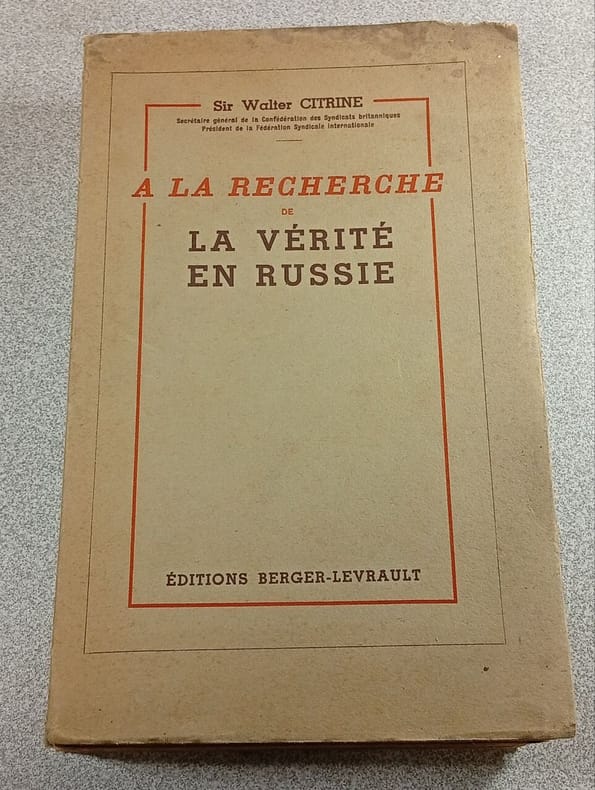 Sir Walter CITRINE
Secrétaire général de la Confédération des Syndicats britanniques
Président de la Fédération Syndicale internationale
A LA RECHERCHE
DE
LA VÉRITÉ
EN RUSSIE
ÉDITIONS BERGER-LEVRAULT